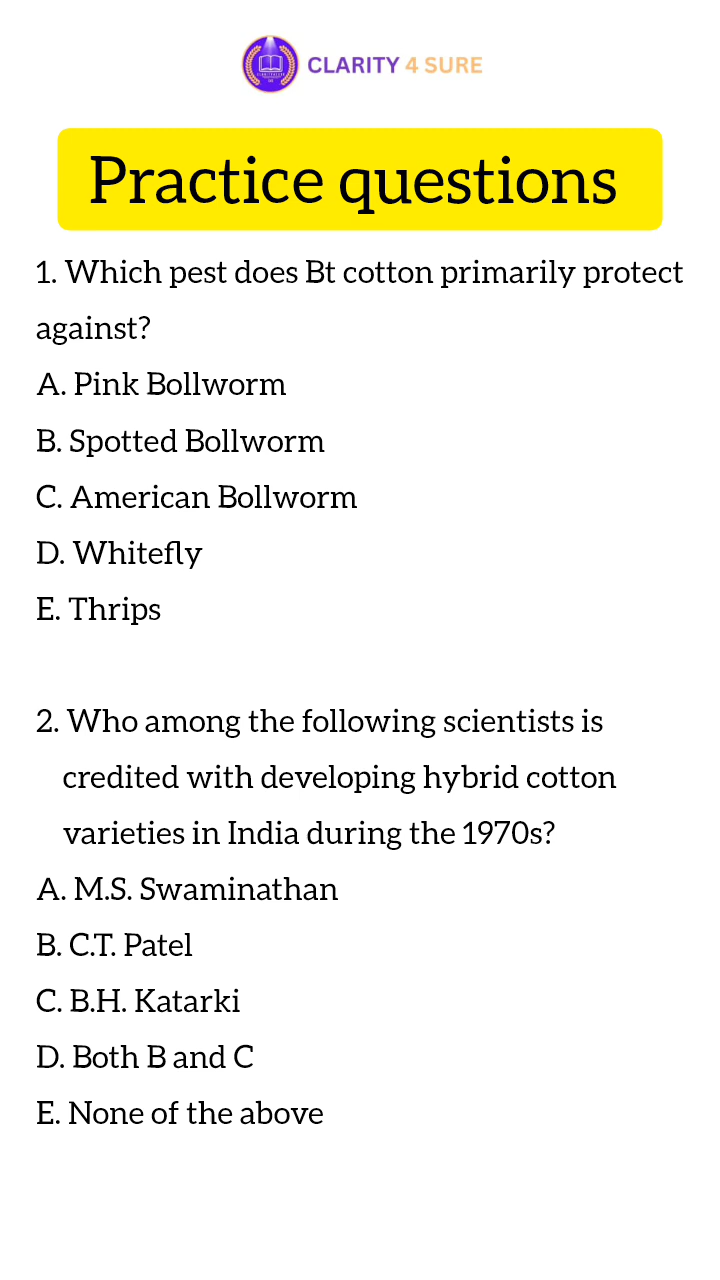 CLARITY 4 SURE
Practice questions
1. Which pest does Bt cotton primarily protect
against?
A. Pink Bollworm
B. Spotted Bollworm
C. American Bollworm
D. Whitefly
E. Thrips
2. Who among the following scientists is
credited with developing hybrid cotton
varieties in India during the 1970s?
A. M.S. Swaminathan
B. C.T. Patel
C. B.H. Katarki
D. Both B and C
E. None of the above